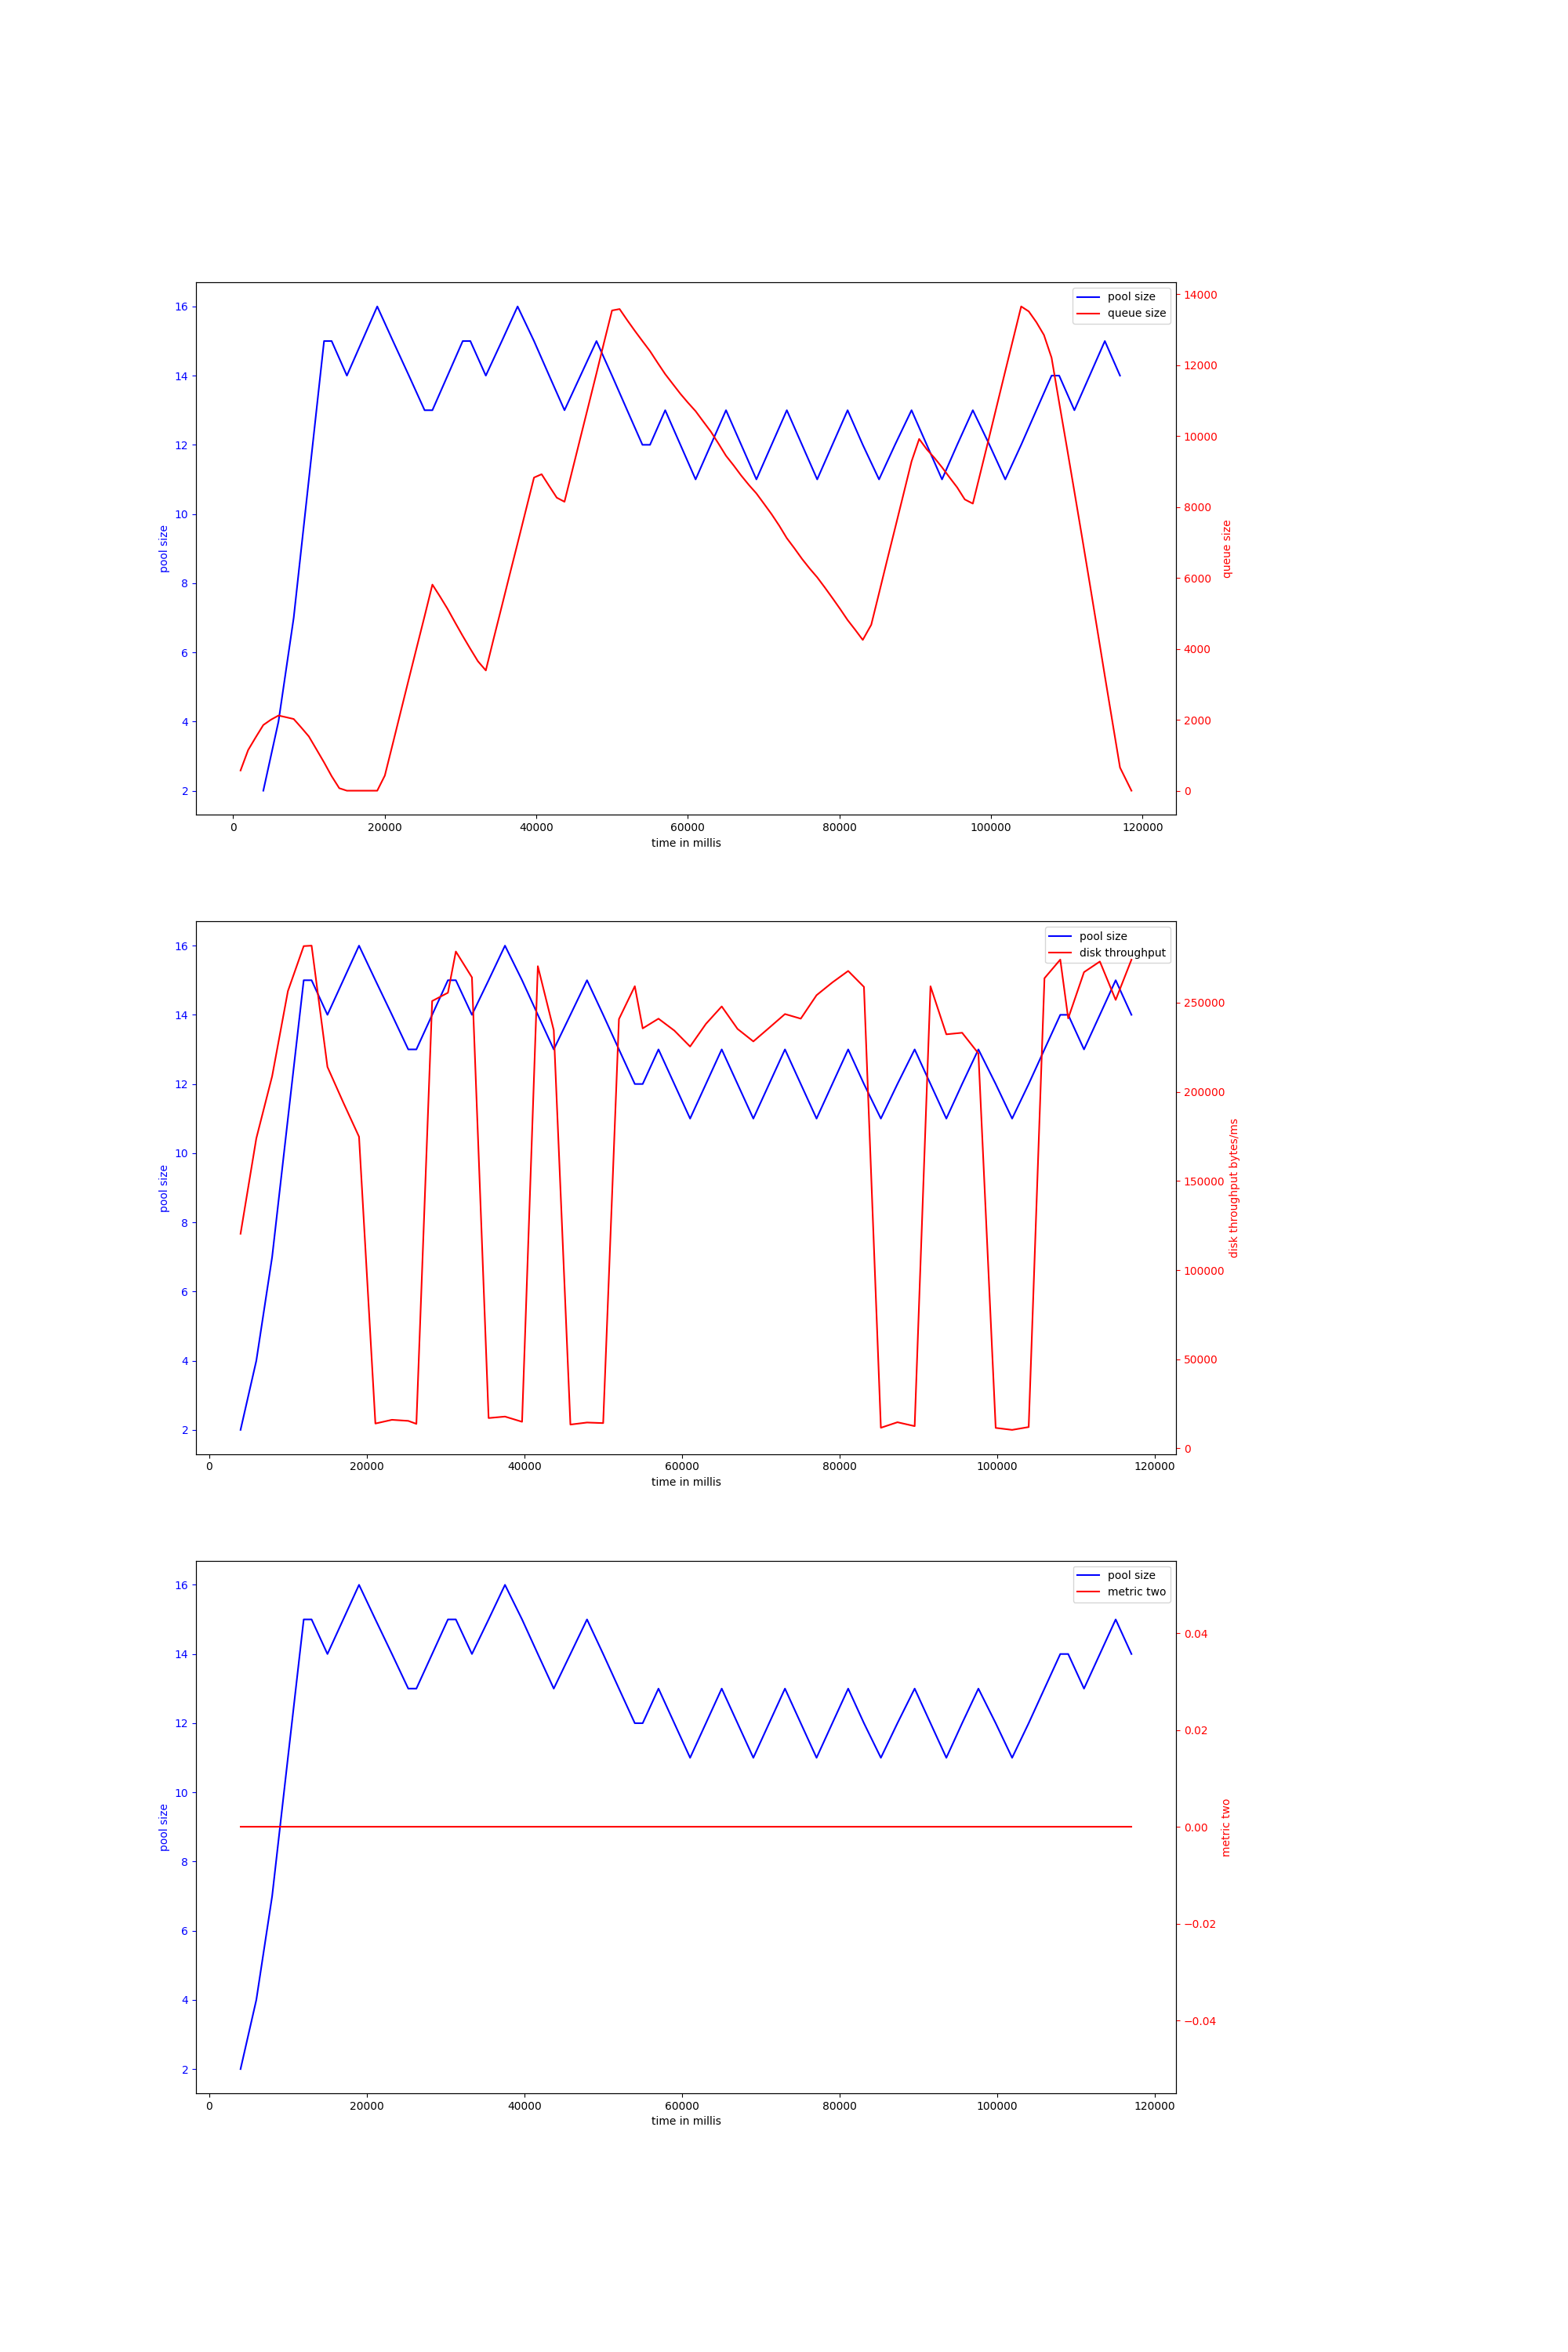 pool size
queue size
16
14
12
10
8
6
4
2
pool size
14000
12000
10000
8000
6000
4000
2000
0
queue size
0 20000 40000 60000 80000 100000 120000
time in millis
pool size
disk throughput
16
14
12
10
8
6
4
2
pool size
250000
200000
150000
100000
50000
0
disk throughput bytes/ms
0 20000 40000 60000 80000 100000 120000
time in millis
pool size
metric two
16
14
12
10
8
6
4
2
pool size
0.04
0.02
0.00
−0.02
−0.04
metric two
0 20000 40000 60000 80000 100000 120000
time in millis